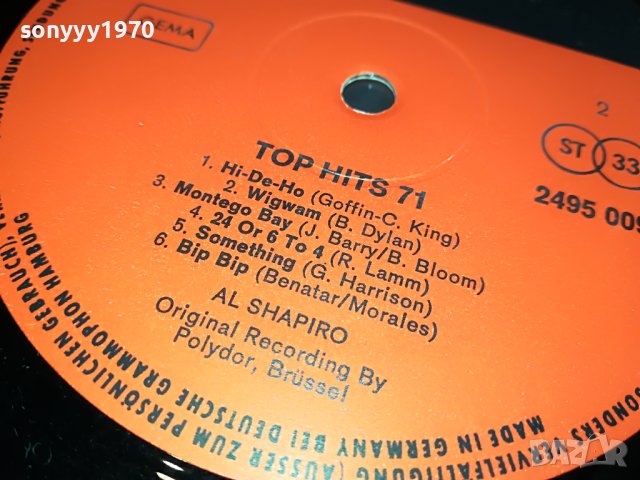 sonyyy1970
GEMA
2
ST 33
2495 009
TOP HITS 71
1. Hi-De-Ho (Goffin-C. King)
2. Wigwam (B. Dylan)
3. Montego Bay (J. Barry/B. Bloom)
4. 24 Or 6 To 4 (R. Lamm)
5. Something (G. Harrison)
6. Bip Bip (Benatar/Morales)
AL SHAPIRO
Original Recording By
Polydor, Brüssel
VERVIELFÄLTIGUNG (AUSSER ZUM PERSÖNLICHEN GEBRAUCH),
MADE IN GERMANY BEI DEUTSCHE GRAMMOPHON HAMBURG
BAZAR